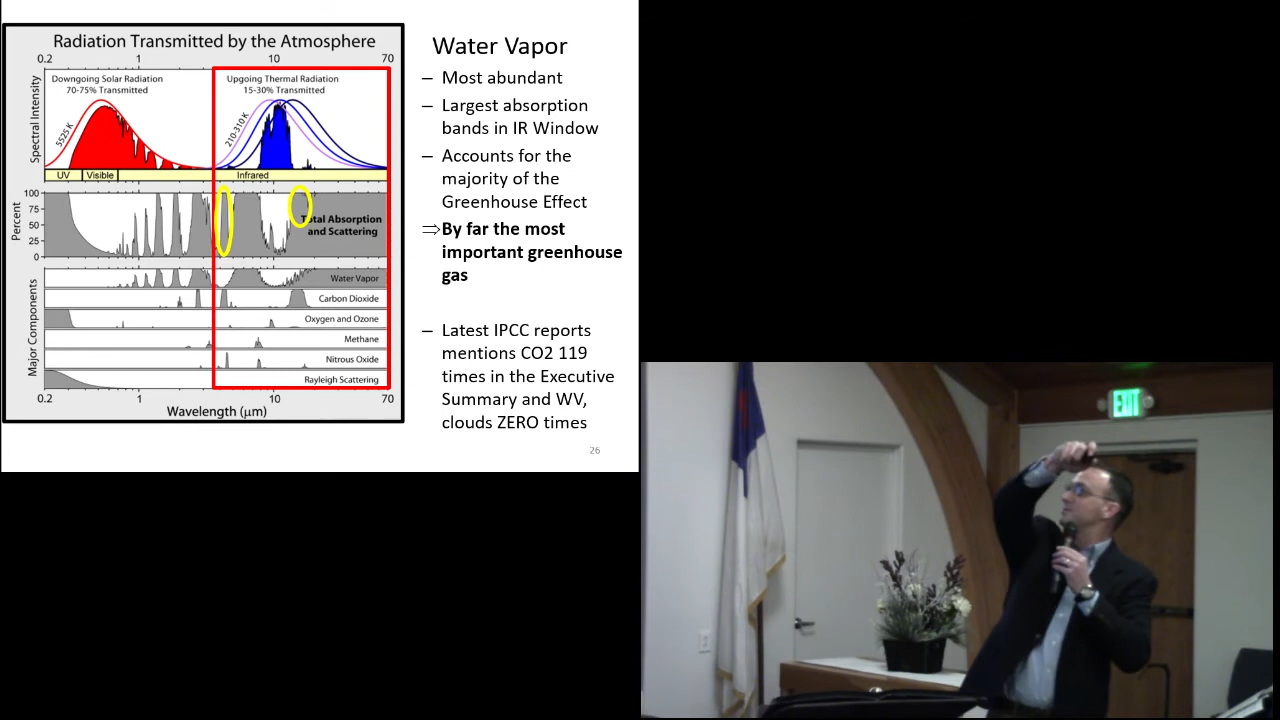 Radiation Transmitted by the Atmosphere
0.2 1 10 70
Downgoing Solar Radiation
70-75% Transmitted
Upgoing Thermal Radiation
15-30% Transmitted
Spectral Intensity
5525 K
210-310 K
UV Visible Infrared
Percent
100
75
50
25
0
Total Absorption
and Scattering
Major Components
Water Vapor
Carbon Dioxide
Oxygen and Ozone
Methane
Nitrous Oxide
Rayleigh Scattering
0.2 1 10 70
Wavelength (μm)
Water Vapor
– Most abundant
– Largest absorption
bands in IR Window
– Accounts for the
majority of the
Greenhouse Effect
⇒By far the most
important greenhouse
gas
– Latest IPCC reports
mentions CO2 119
times in the Executive
Summary and WV,
clouds ZERO times
26
EXIT